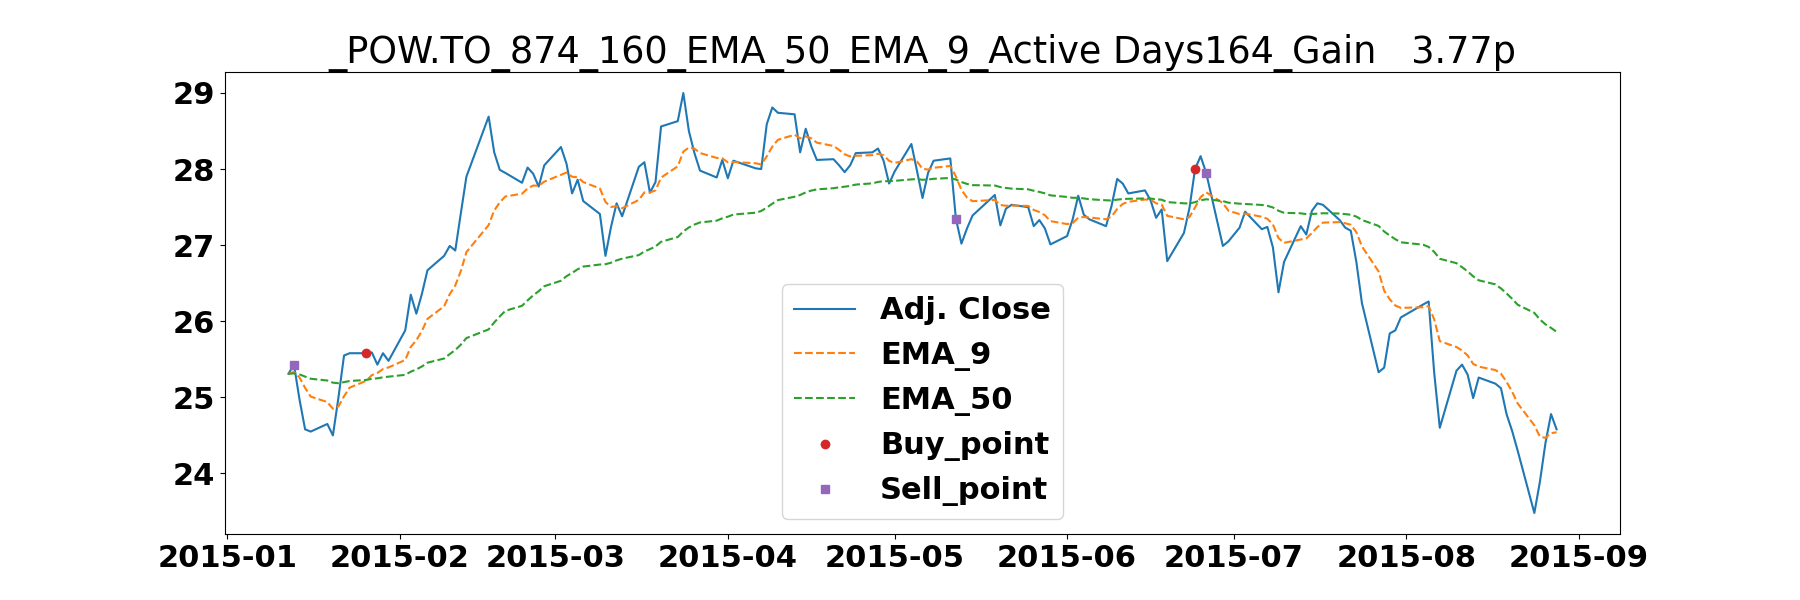 _POW.TO_874_160_EMA_50_EMA_9_Active Days164_Gain   3.77p
29
28
27
26
25
24
Adj. Close
EMA_9
EMA_50
Buy_point
Sell_point
2015-01 2015-02 2015-03 2015-04 2015-05 2015-06 2015-07 2015-08 2015-09